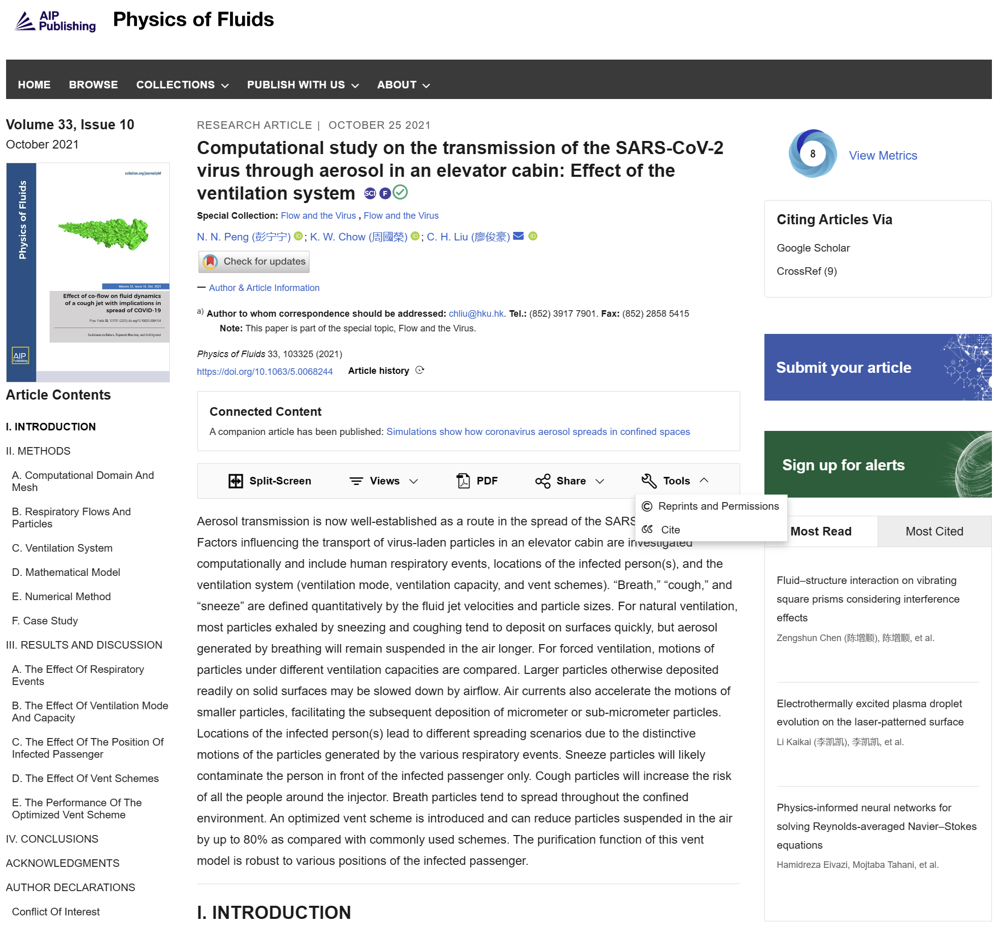 AIP
Publishing
Physics of Fluids
HOME BROWSE COLLECTIONS PUBLISH WITH US ABOUT
Volume 33, Issue 10
October 2021
scitation.org/journal/phf
Physics of Fluids
Volume 33, Issue 10, Oct. 2021
Effect of co-flow on fluid dynamics
of a cough jet with implications in
spread of COVID-19
Phys. Fluids 33, 101701 (2021); doi.org/10.1063/5.0064104
Sachidananda Behera, Rajneesh Bhardwaj, and Amit Agrawal
AIP
Publishing
Article Contents
I. INTRODUCTION
II. METHODS
A. Computational Domain And
Mesh
B. Respiratory Flows And
Particles
C. Ventilation System
D. Mathematical Model
E. Numerical Method
F. Case Study
III. RESULTS AND DISCUSSION
A. The Effect Of Respiratory
Events
B. The Effect Of Ventilation Mode
And Capacity
C. The Effect Of The Position Of
Infected Passenger
D. The Effect Of Vent Schemes
E. The Performance Of The
Optimized Vent Scheme
IV. CONCLUSIONS
ACKNOWLEDGMENTS
AUTHOR DECLARATIONS
Conflict Of Interest
RESEARCH ARTICLE | OCTOBER 25 2021
Computational study on the transmission of the SARS-CoV-2
virus through aerosol in an elevator cabin: Effect of the
ventilation system SCI F
Special Collection: Flow and the Virus , Flow and the Virus
N. N. Peng (彭宁宁) iD ; K. W. Chow (周國榮) iD ; C. H. Liu (廖俊豪) iD
Check for updates
— Author & Article Information
a) Author to whom correspondence should be addressed: chliu@hku.hk. Tel.: (852) 3917 7901. Fax: (852) 2858 5415
Note: This paper is part of the special topic, Flow and the Virus.
Physics of Fluids 33, 103325 (2021)
https://doi.org/10.1063/5.0068244 Article history
Connected Content
A companion article has been published: Simulations show how coronavirus aerosol spreads in confined spaces
Split-Screen Views PDF Share Tools
© Reprints and Permissions
Cite
Aerosol transmission is now well-established as a route in the spread of the SARS
Factors influencing the transport of virus-laden particles in an elevator cabin are investigated
computationally and include human respiratory events, locations of the infected person(s), and the
ventilation system (ventilation mode, ventilation capacity, and vent schemes). “Breath,” “cough,” and
“sneeze” are defined quantitatively by the fluid jet velocities and particle sizes. For natural ventilation,
most particles exhaled by sneezing and coughing tend to deposit on surfaces quickly, but aerosol
generated by breathing will remain suspended in the air longer. For forced ventilation, motions of
particles under different ventilation capacities are compared. Larger particles otherwise deposited
readily on solid surfaces may be slowed down by airflow. Air currents also accelerate the motions of
smaller particles, facilitating the subsequent deposition of micrometer or sub-micrometer particles.
Locations of the infected person(s) lead to different spreading scenarios due to the distinctive
motions of the particles generated by the various respiratory events. Sneeze particles will likely
contaminate the person in front of the infected passenger only. Cough particles will increase the risk
of all the people around the injector. Breath particles tend to spread throughout the confined
environment. An optimized vent scheme is introduced and can reduce particles suspended in the air
by up to 80% as compared with commonly used schemes. The purification function of this vent
model is robust to various positions of the infected passenger.
I. INTRODUCTION
8
View Metrics
Citing Articles Via
Google Scholar
CrossRef (9)
Submit your article
Sign up for alerts
Most Read Most Cited
Fluid–structure interaction on vibrating
square prisms considering interference
effects
Zengshun Chen (陈增顺), 陈增顺, et al.
Electrothermally excited plasma droplet
evolution on the laser-patterned surface
Li Kaikai (李凯凯), 李凯凯, et al.
Physics-informed neural networks for
solving Reynolds-averaged Navier–Stokes
equations
Hamidreza Eivazi, Mojtaba Tahani, et al.